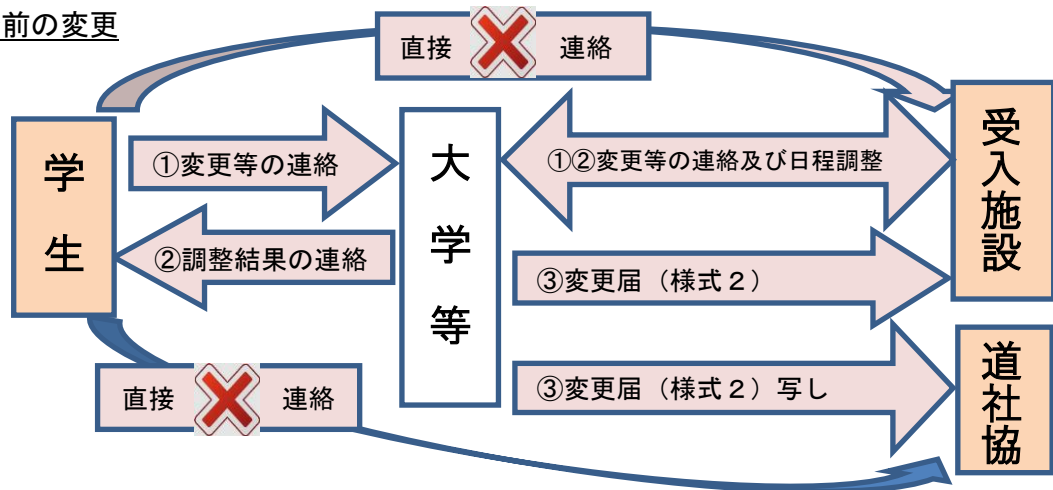 前の変更
直接 連絡
学生
①変更等の連絡
大学等
①②変更等の連絡及び日程調整
受入施設
②調整結果の連絡
③変更届（様式２）
直接 連絡
③変更届（様式２）写し
道社協